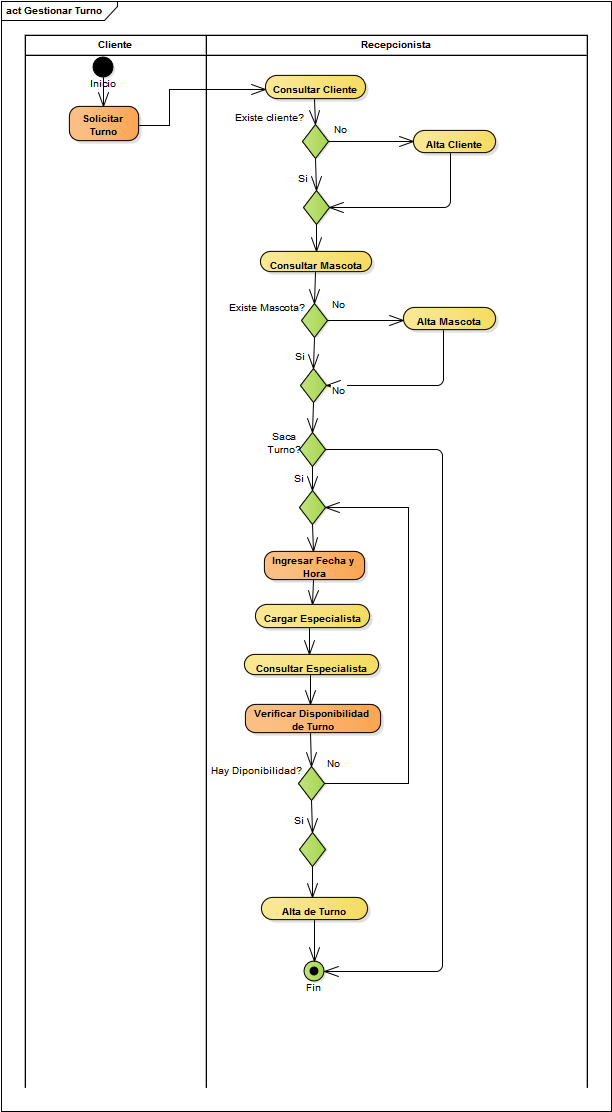 act Gestionar Turno
Cliente
Recepcionista
Inicio
Solicitar
Turno
Consultar Cliente
Existe cliente?
No
Alta Cliente
Si
Consultar Mascota
Existe Mascota?
No
Alta Mascota
Si
No
Saca
Turno?
Si
Ingresar Fecha y
Hora
Cargar Especialista
Consultar Especialista
Verificar Disponibilidad
de Turno
Hay Diponibilidad?
No
Si
Alta de Turno
Fin